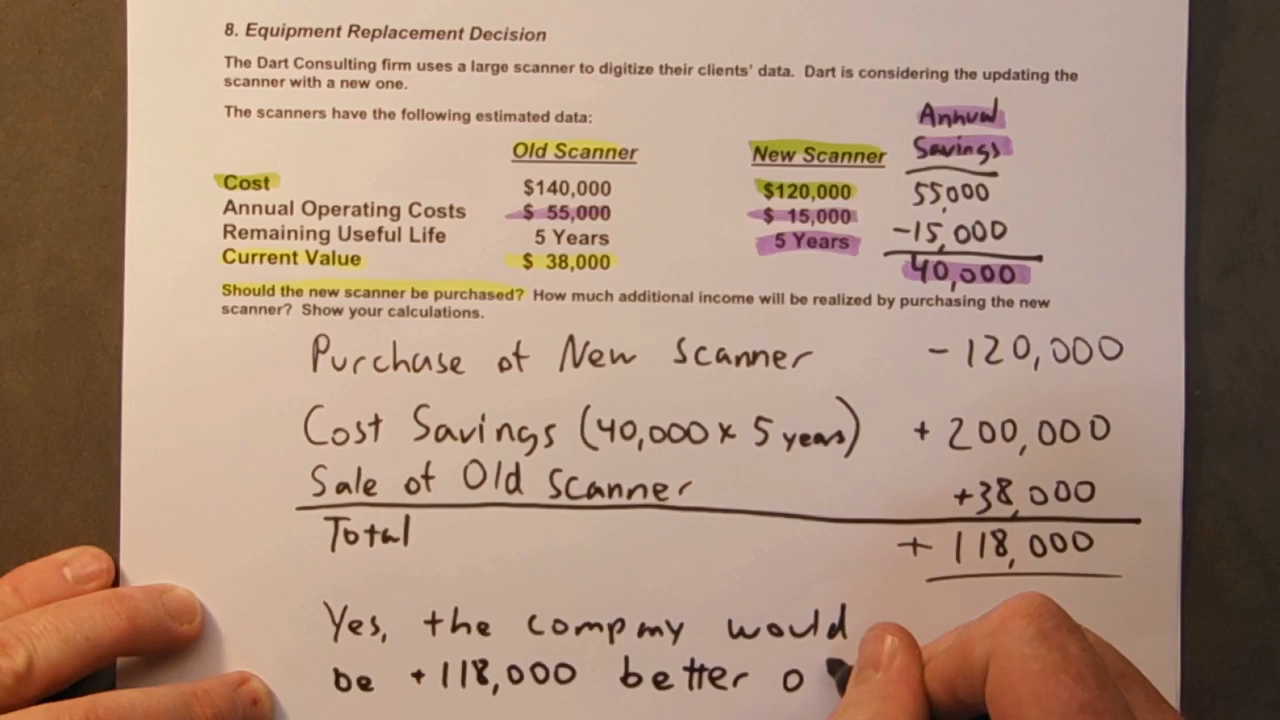 8. Equipment Replacement Decision
The Dart Consulting firm uses a large scanner to digitize their clients' data. Dart is considering the updating the
scanner with a new one.
The scanners have the following estimated data:
Annual
Savings
Old Scanner New Scanner
Cost $140,000 $120,000 55,000
Annual Operating Costs $ 55,000 $ 15,000 -15,000
Remaining Useful Life 5 Years 5 Years
Current Value $ 38,000 40,000
Should the new scanner be purchased? How much additional income will be realized by purchasing the new
scanner? Show your calculations.
Purchase of New Scanner - 120,000
Cost Savings (40,000 x 5 years) + 200,000
Sale of Old Scanner +38,000
Total + 118,000
Yes, the company would
be +118,000 better o